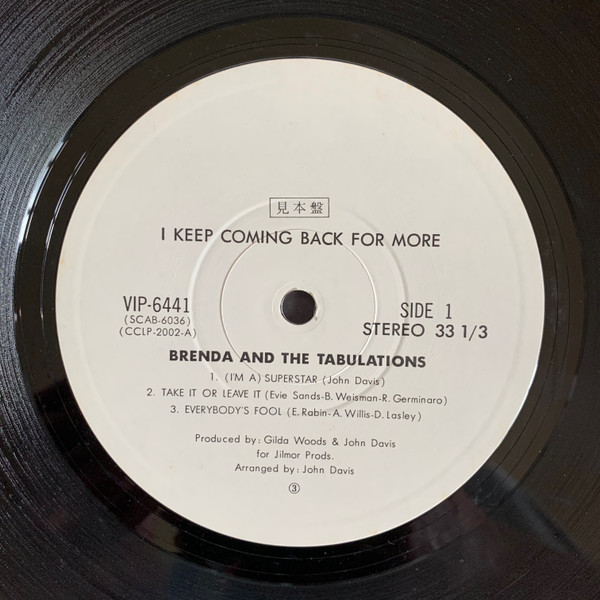 見本盤
I KEEP COMING BACK FOR MORE
VIP-6441
(SCAB-6036)
(CCLP-2002-A)
SIDE 1
STEREO 33 1/3
BRENDA AND THE TABULATIONS
1. (I'M A) SUPERSTAR (John Davis)
2. TAKE IT OR LEAVE IT (Evie Sands-B. Weisman-R. Germinaro)
3. EVERYBODY'S FOOL (E. Rabin-A. Willis-D. Lasley)
Produced by: Gilda Woods & John Davis
for Jilmor Prods.
Arranged by: John Davis
③